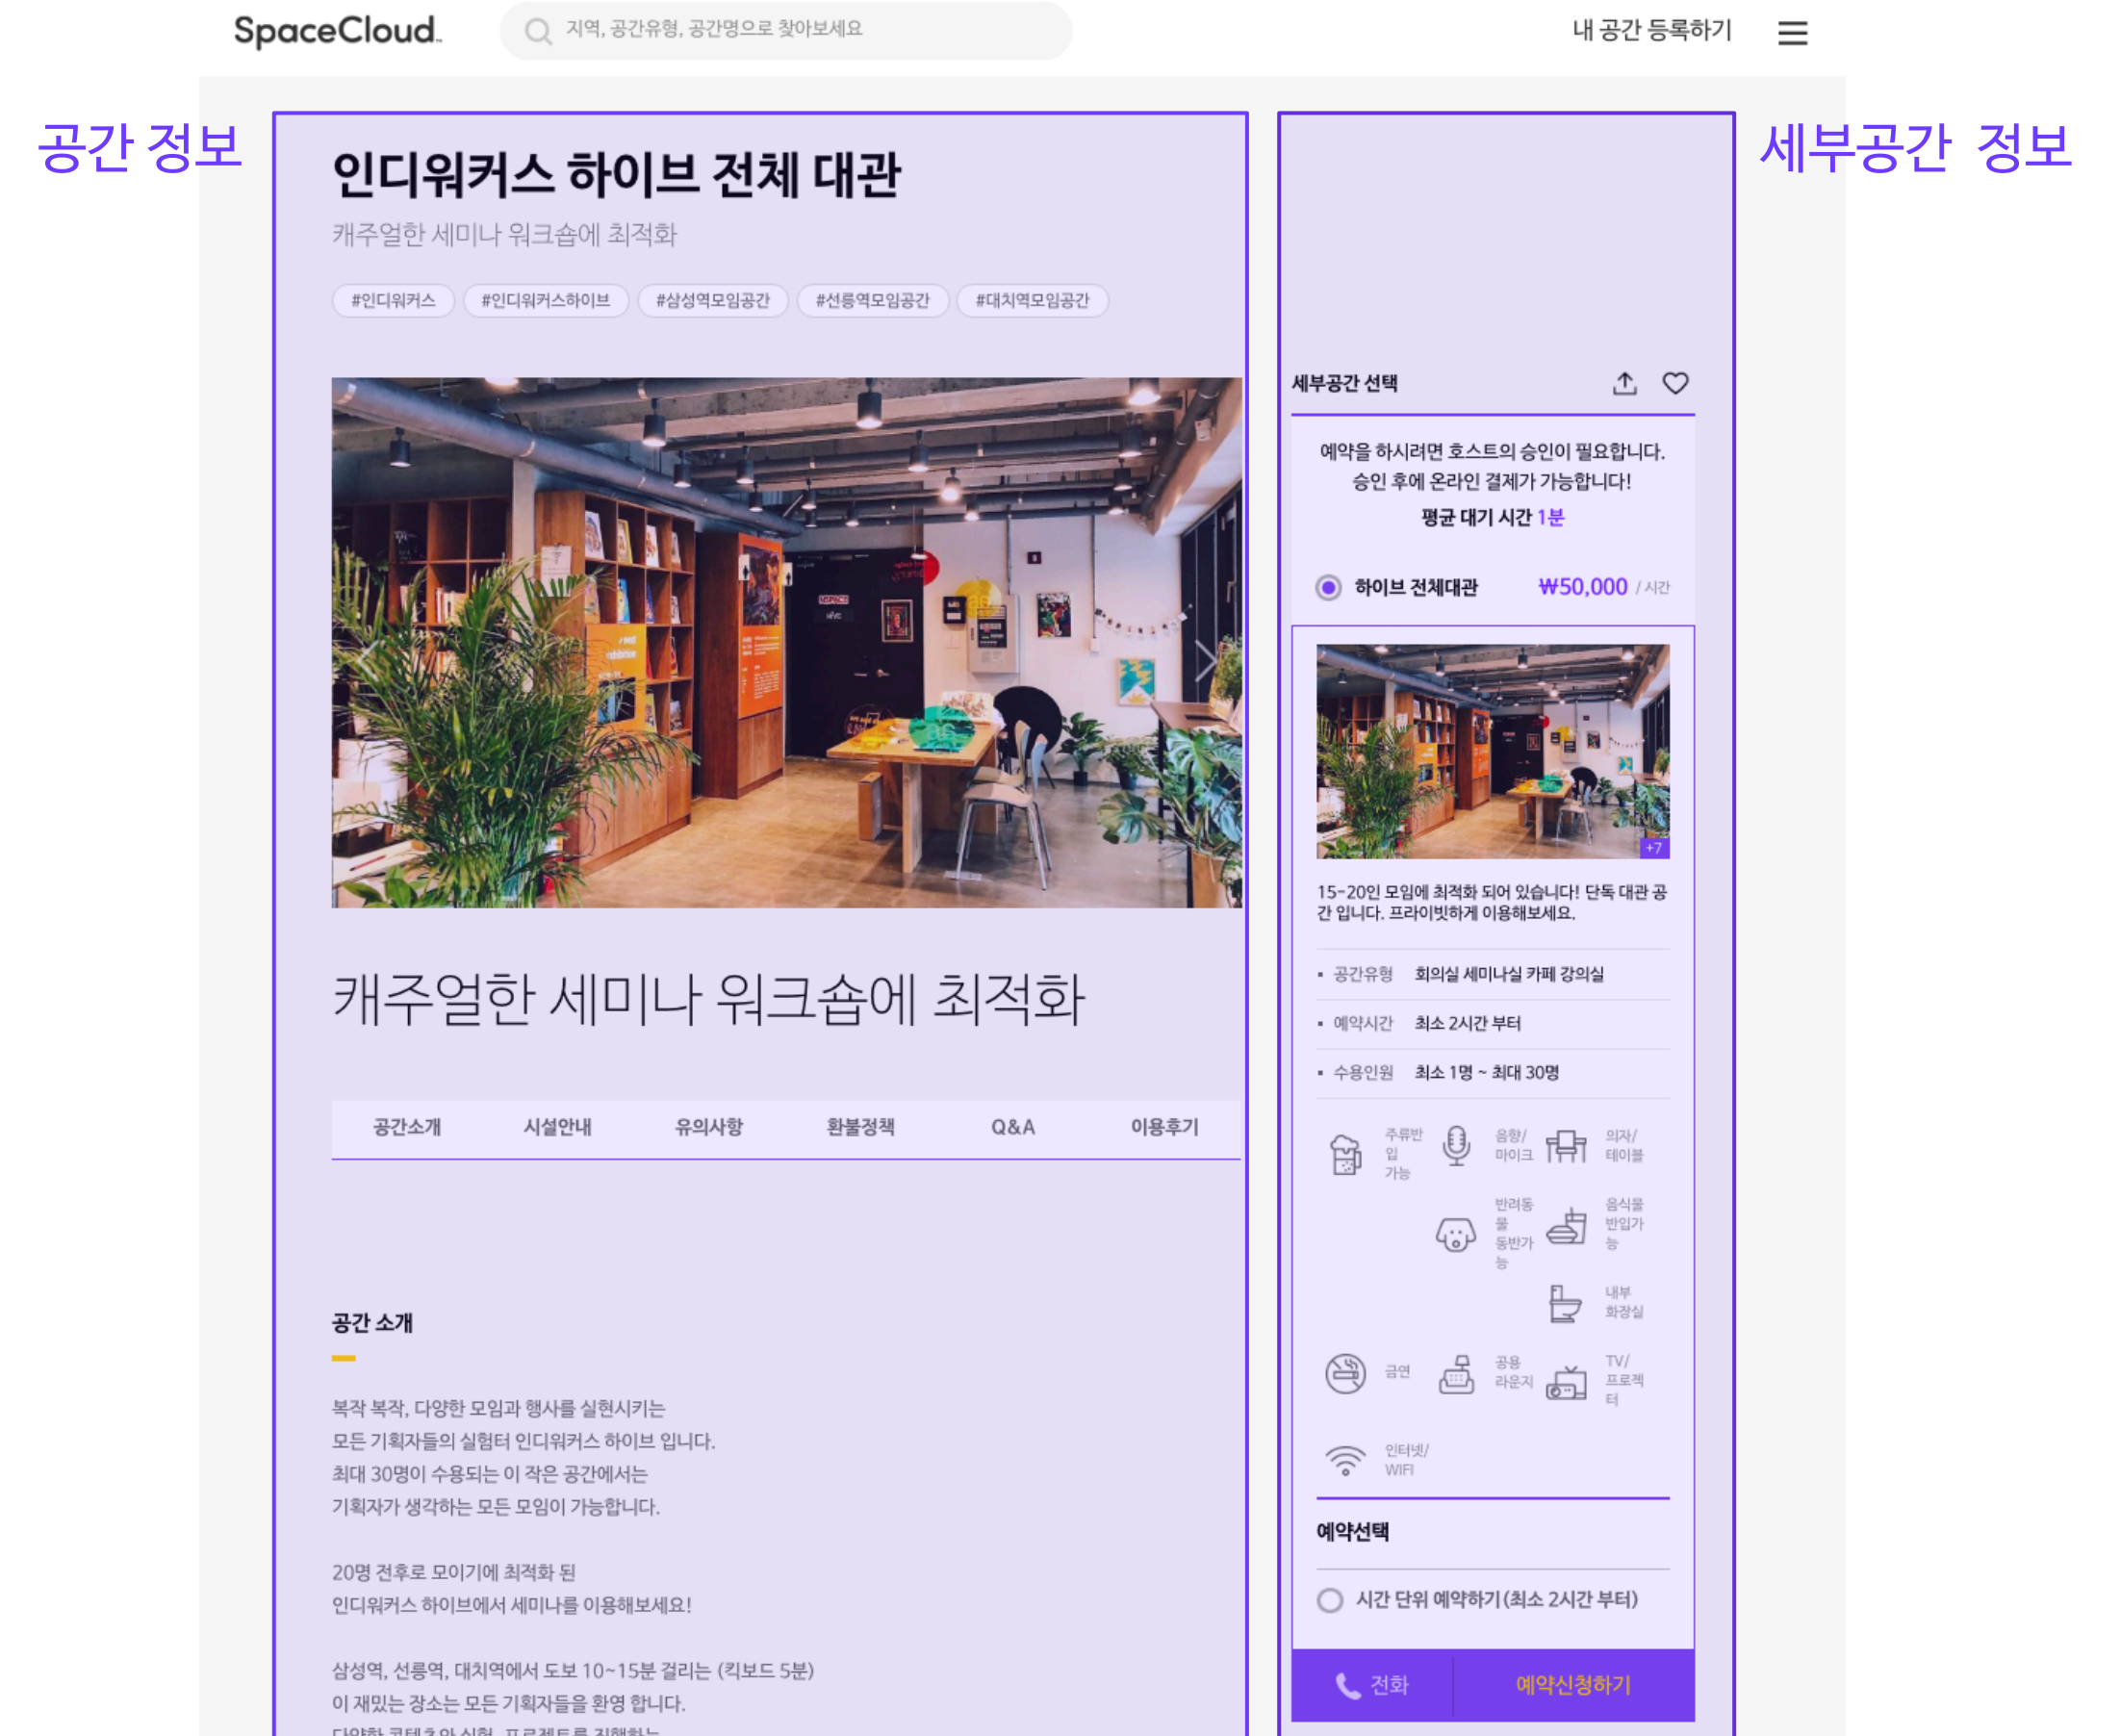 SpaceCloud
지역, 공간유형, 공간명으로 찾아보세요
내 공간 등록하기
공간 정보
인디워커스 하이브 전체 대관
캐주얼한 세미나 워크숍에 최적화
#인디워커스 #인디워커스하이브 #삼성역모임공간 #선릉역모임공간 #대치역모임공간
NSPACE
HIVE
캐주얼한 세미나 워크숍에 최적화
공간소개 시설안내 유의사항 환불정책 Q&A 이용후기
공간 소개
복작 복작, 다양한 모임과 행사를 실현시키는
모든 기획자들의 실험터 인디워커스 하이브 입니다.
최대 30명이 수용되는 이 작은 공간에서는
기획자가 생각하는 모든 모임이 가능합니다.
20명 전후로 모이기에 최적화 된
인디워커스 하이브에서 세미나를 이용해보세요!
삼성역, 선릉역, 대치역에서 도보 10~15분 걸리는 (킥보드 5분)
이 재밌는 장소는 모든 기획자들을 환영 합니다.
다양한 콘텐츠와 실험, 프로젝트를 진행하는
세부공간 정보
세부공간 선택
예약을 하시려면 호스트의 승인이 필요합니다.
승인 후에 온라인 결제가 가능합니다!
평균 대기 시간 1분
하이브 전체대관 ₩50,000 / 시간
+7
15-20인 모임에 최적화 되어 있습니다! 단독 대관 공
간 입니다. 프라이빗하게 이용해보세요.
공간유형 회의실 세미나실 카페 강의실
예약시간 최소 2시간 부터
수용인원 최소 1명 ~ 최대 30명
주류반
입
가능
음향/
마이크
의자/
테이블
반려동
물
동반가
능
음식물
반입가
능
내부
화장실
금연
공용
라운지
TV/
프로젝
터
인터넷/
WIFI
예약선택
시간 단위 예약하기(최소 2시간 부터)
전화 예약신청하기